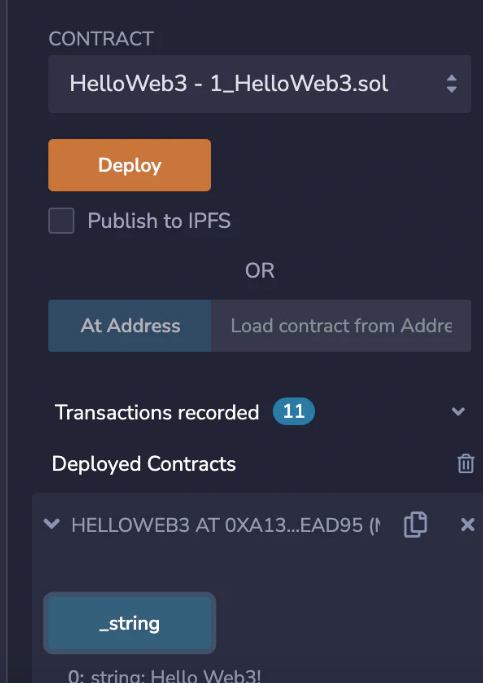 CONTRACT
HelloWeb3 - 1_HelloWeb3.sol
Deploy
Publish to IPFS
OR
At Address Load contract from Addre
Transactions recorded 11
Deployed Contracts
HELLOWEB3 AT 0XA13...EAD95 (
_string
0: string: Hello Web3!